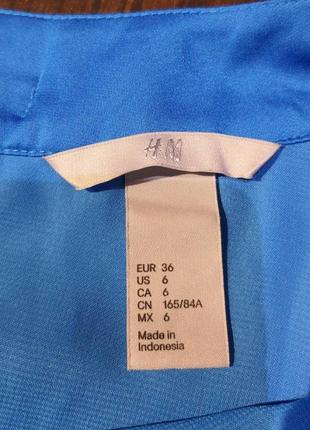 H&M
EUR 36
US 6
CA 6
CN 165/84A
MX 6
Made in
Indonesia